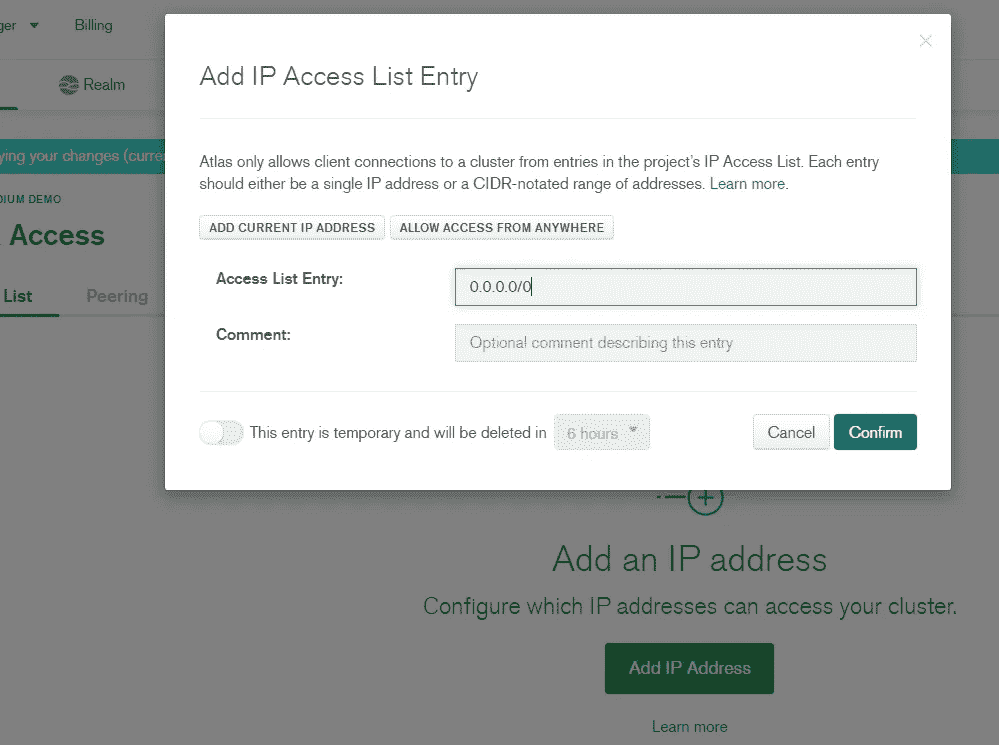 Billing
Realm
Add IP Access List Entry
ying your changes
Atlas only allows client connections to a cluster from entries in the project's IP Access List. Each entry
should either be a single IP address or a CIDR-notated range of addresses. Learn more.
DIUM DEMO
ADD CURRENT IP ADDRESS ALLOW ACCESS FROM ANYWHERE
Access
Access List Entry: 0.0.0.0/0
List Peering
Comment: Optional comment describing this entry
This entry is temporary and will be deleted in 6 hours Cancel Confirm
Add an IP address
Configure which IP addresses can access your cluster.
Add IP Address
Learn more